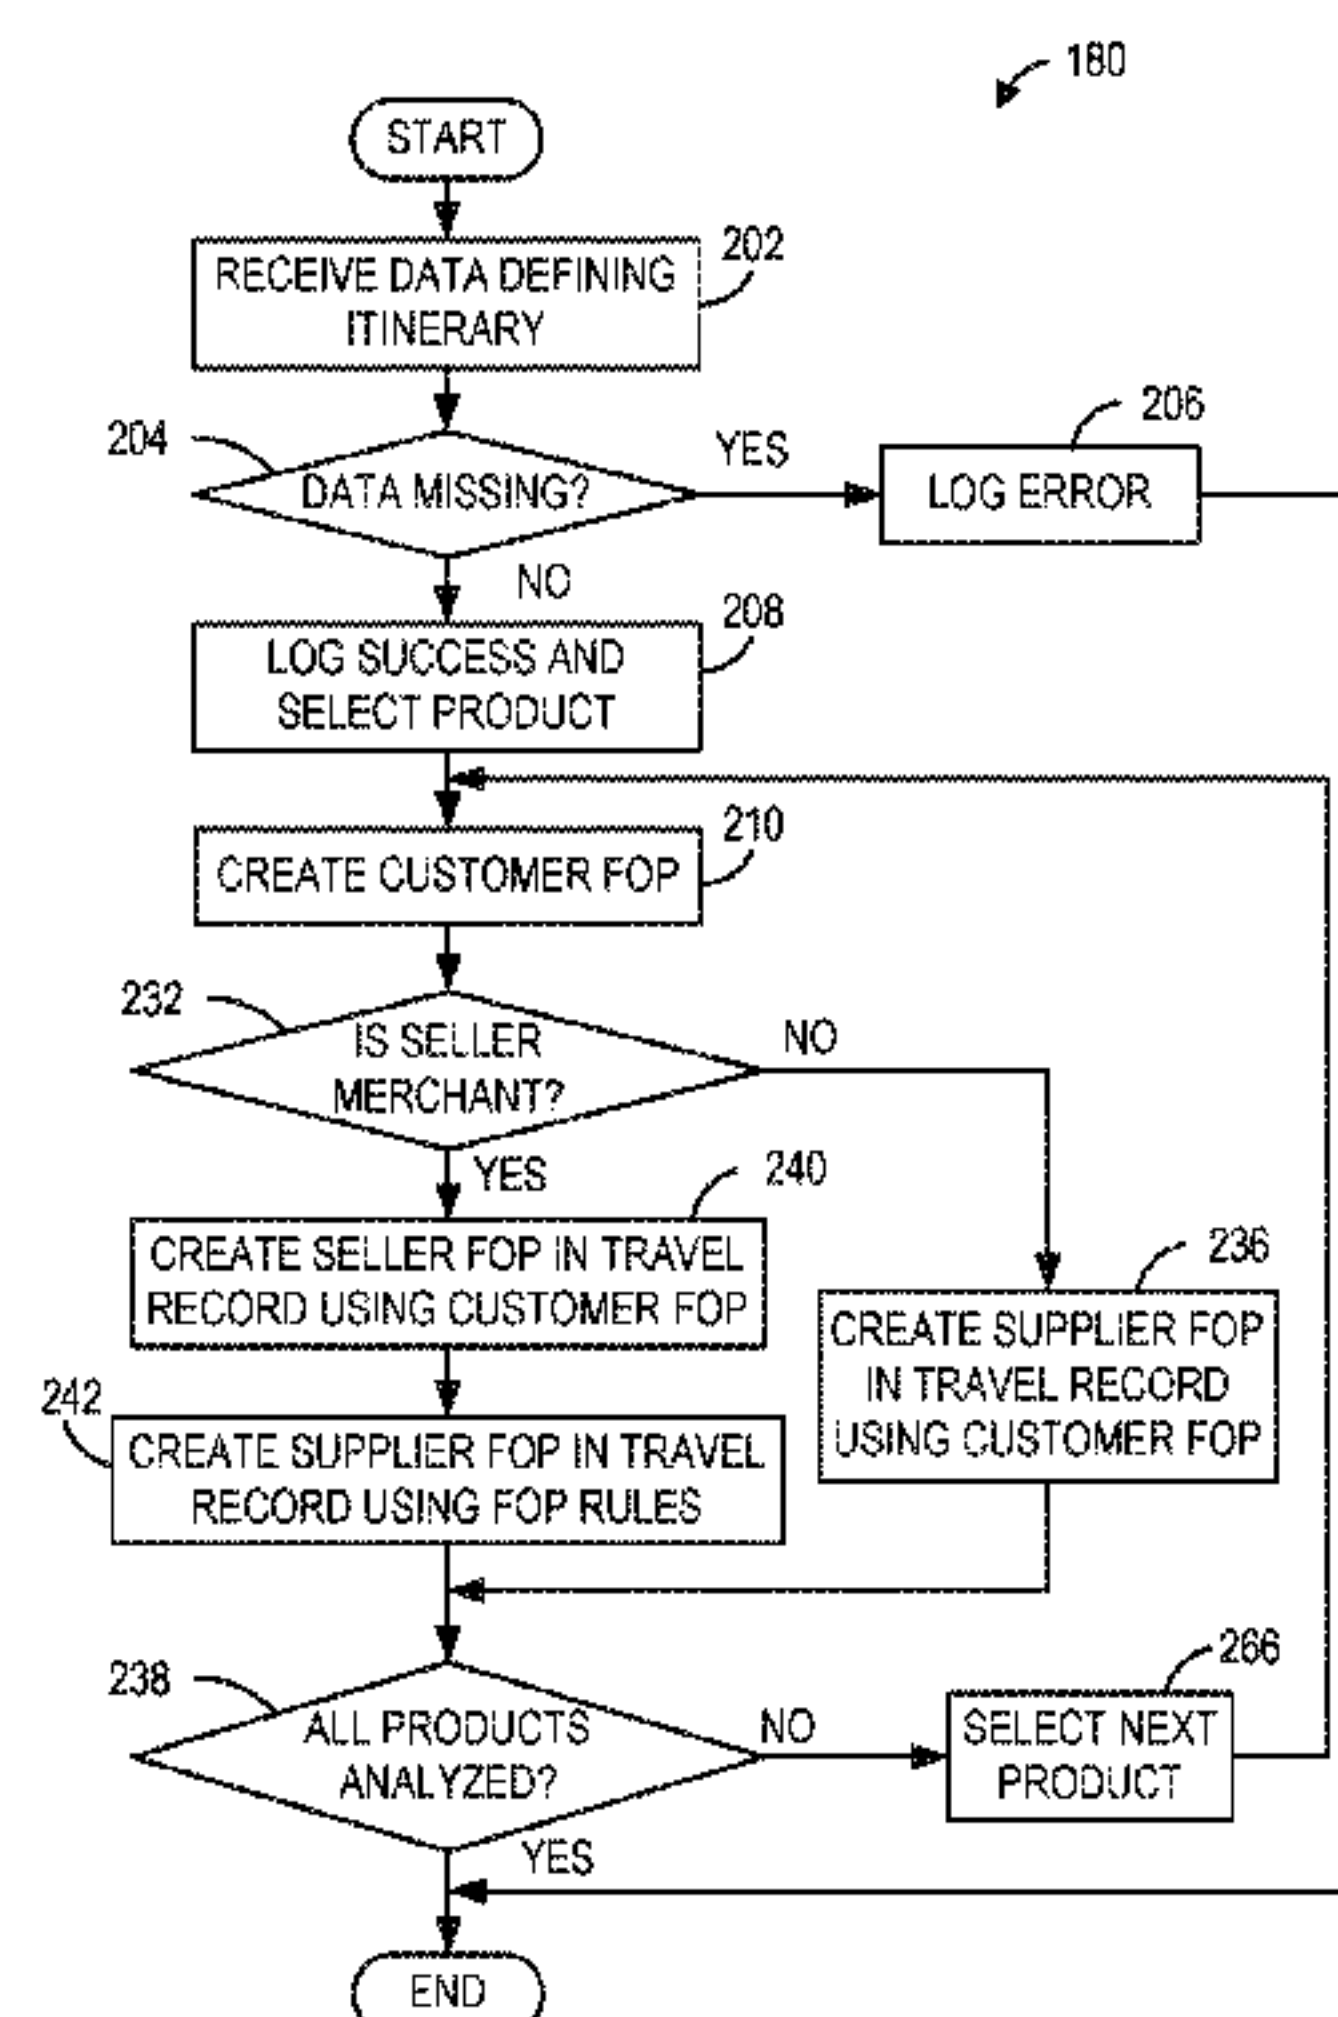 180
START
202
RECEIVE DATA DEFINING
ITINERARY
206
204
YES
DATA MISSING?
LOG ERROR
NO
208
LOG SUCCESS AND
SELECT PRODUCT
210
CREATE CUSTOMER FOP
232
NO
IS SELLER
MERCHANT?
YES
240
236
CREATE SELLER FOP IN TRAVEL
RECORD USING CUSTOMER FOP
CREATE SUPPLIER FOP
IN TRAVEL RECORD
USING CUSTOMER FOP
242
CREATE SUPPLIER FOP IN TRAVEL
RECORD USING FOP RULES
266
238
NO
ALL PRODUCTS
ANALYZED?
SELECT NEXT
PRODUCT
YES
END